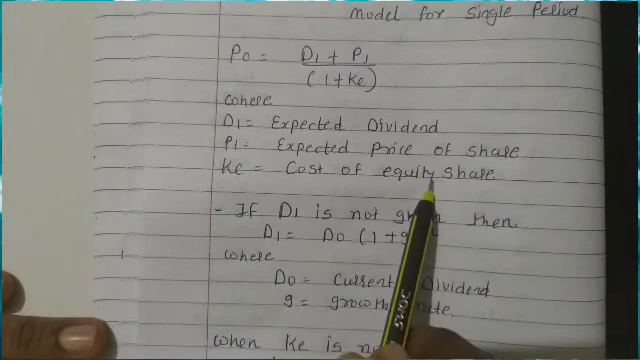 Model for Single Period.
P0 = D1 + P1
(1+Ke)
where
D1 = Expected Dividend
P1 = Expected price of share
Ke = Cost of equity share.
- If D1 is not then
D1 = D0 (1+g
where
D0 = Current Dividend
g = growth rate.
when Ke is